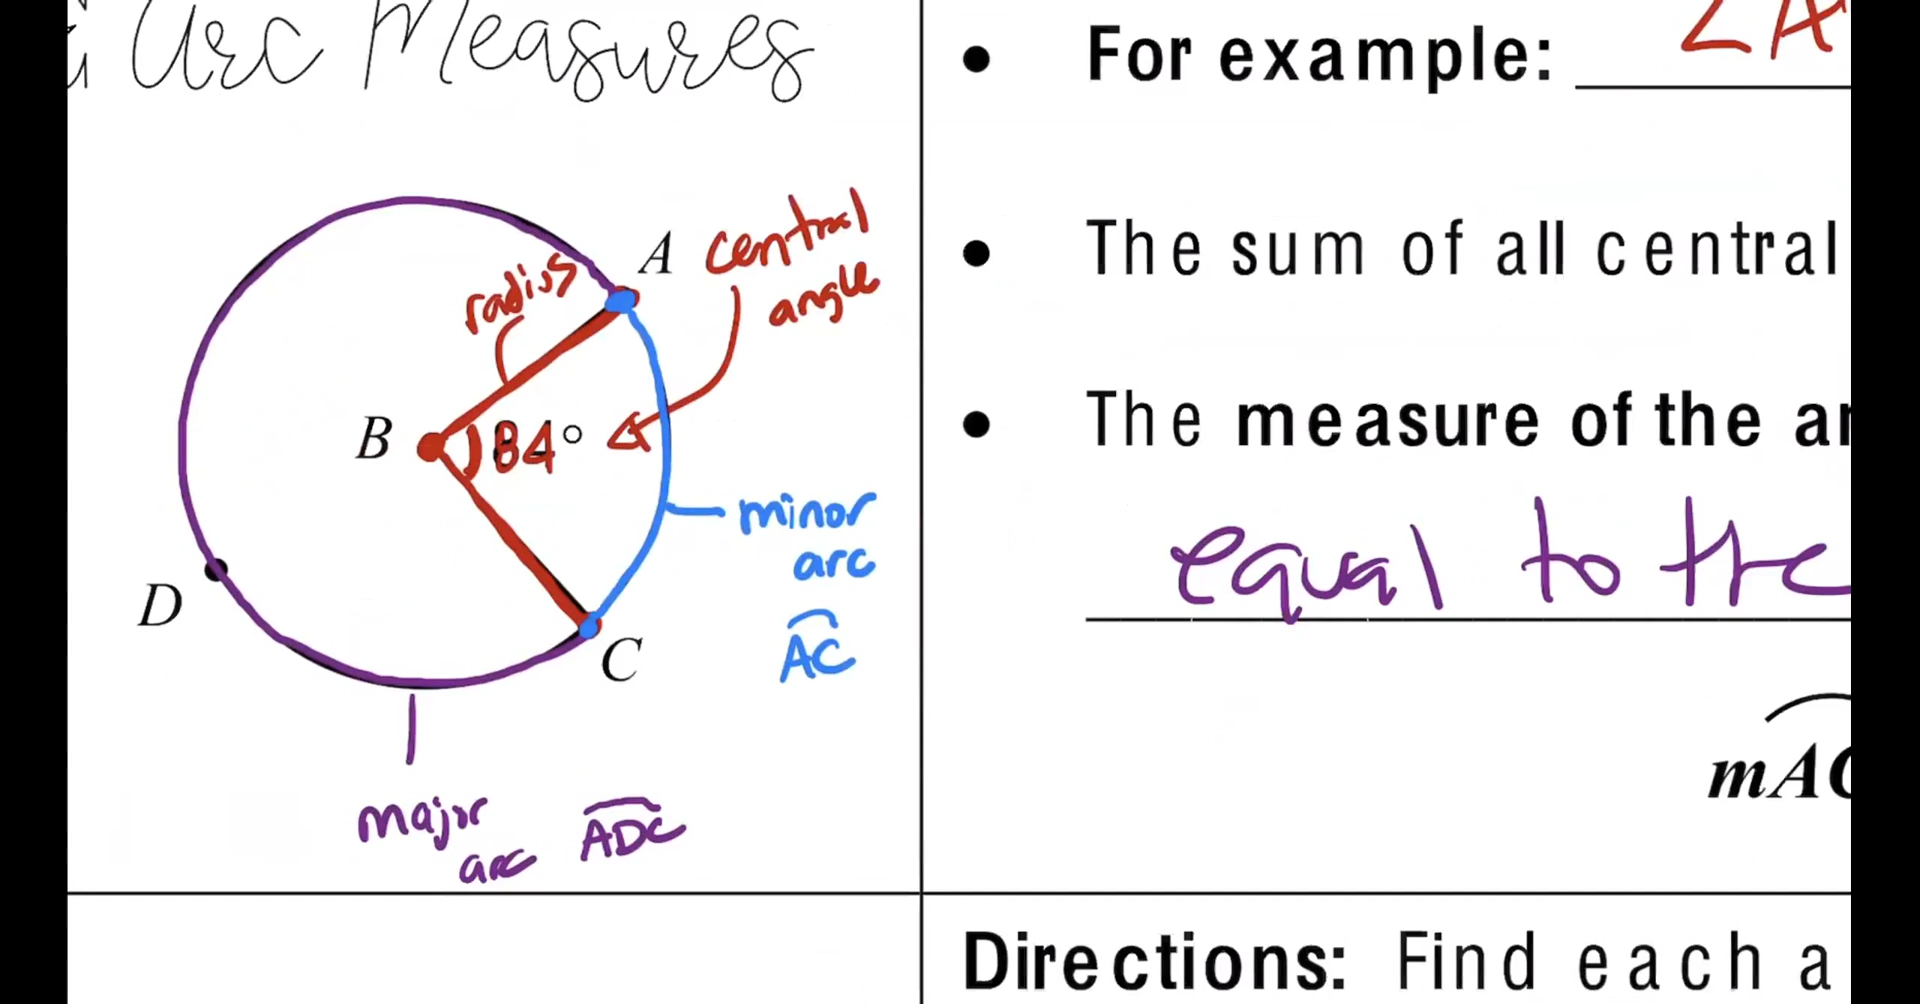 & Arc Measures
A
central
angle
radius
B
84°
minor
arc
AC
D
C
major
arc ADC
For example: ∠A
The sum of all central
The measure of the ar
equal to the
mAC
Directions: Find each a